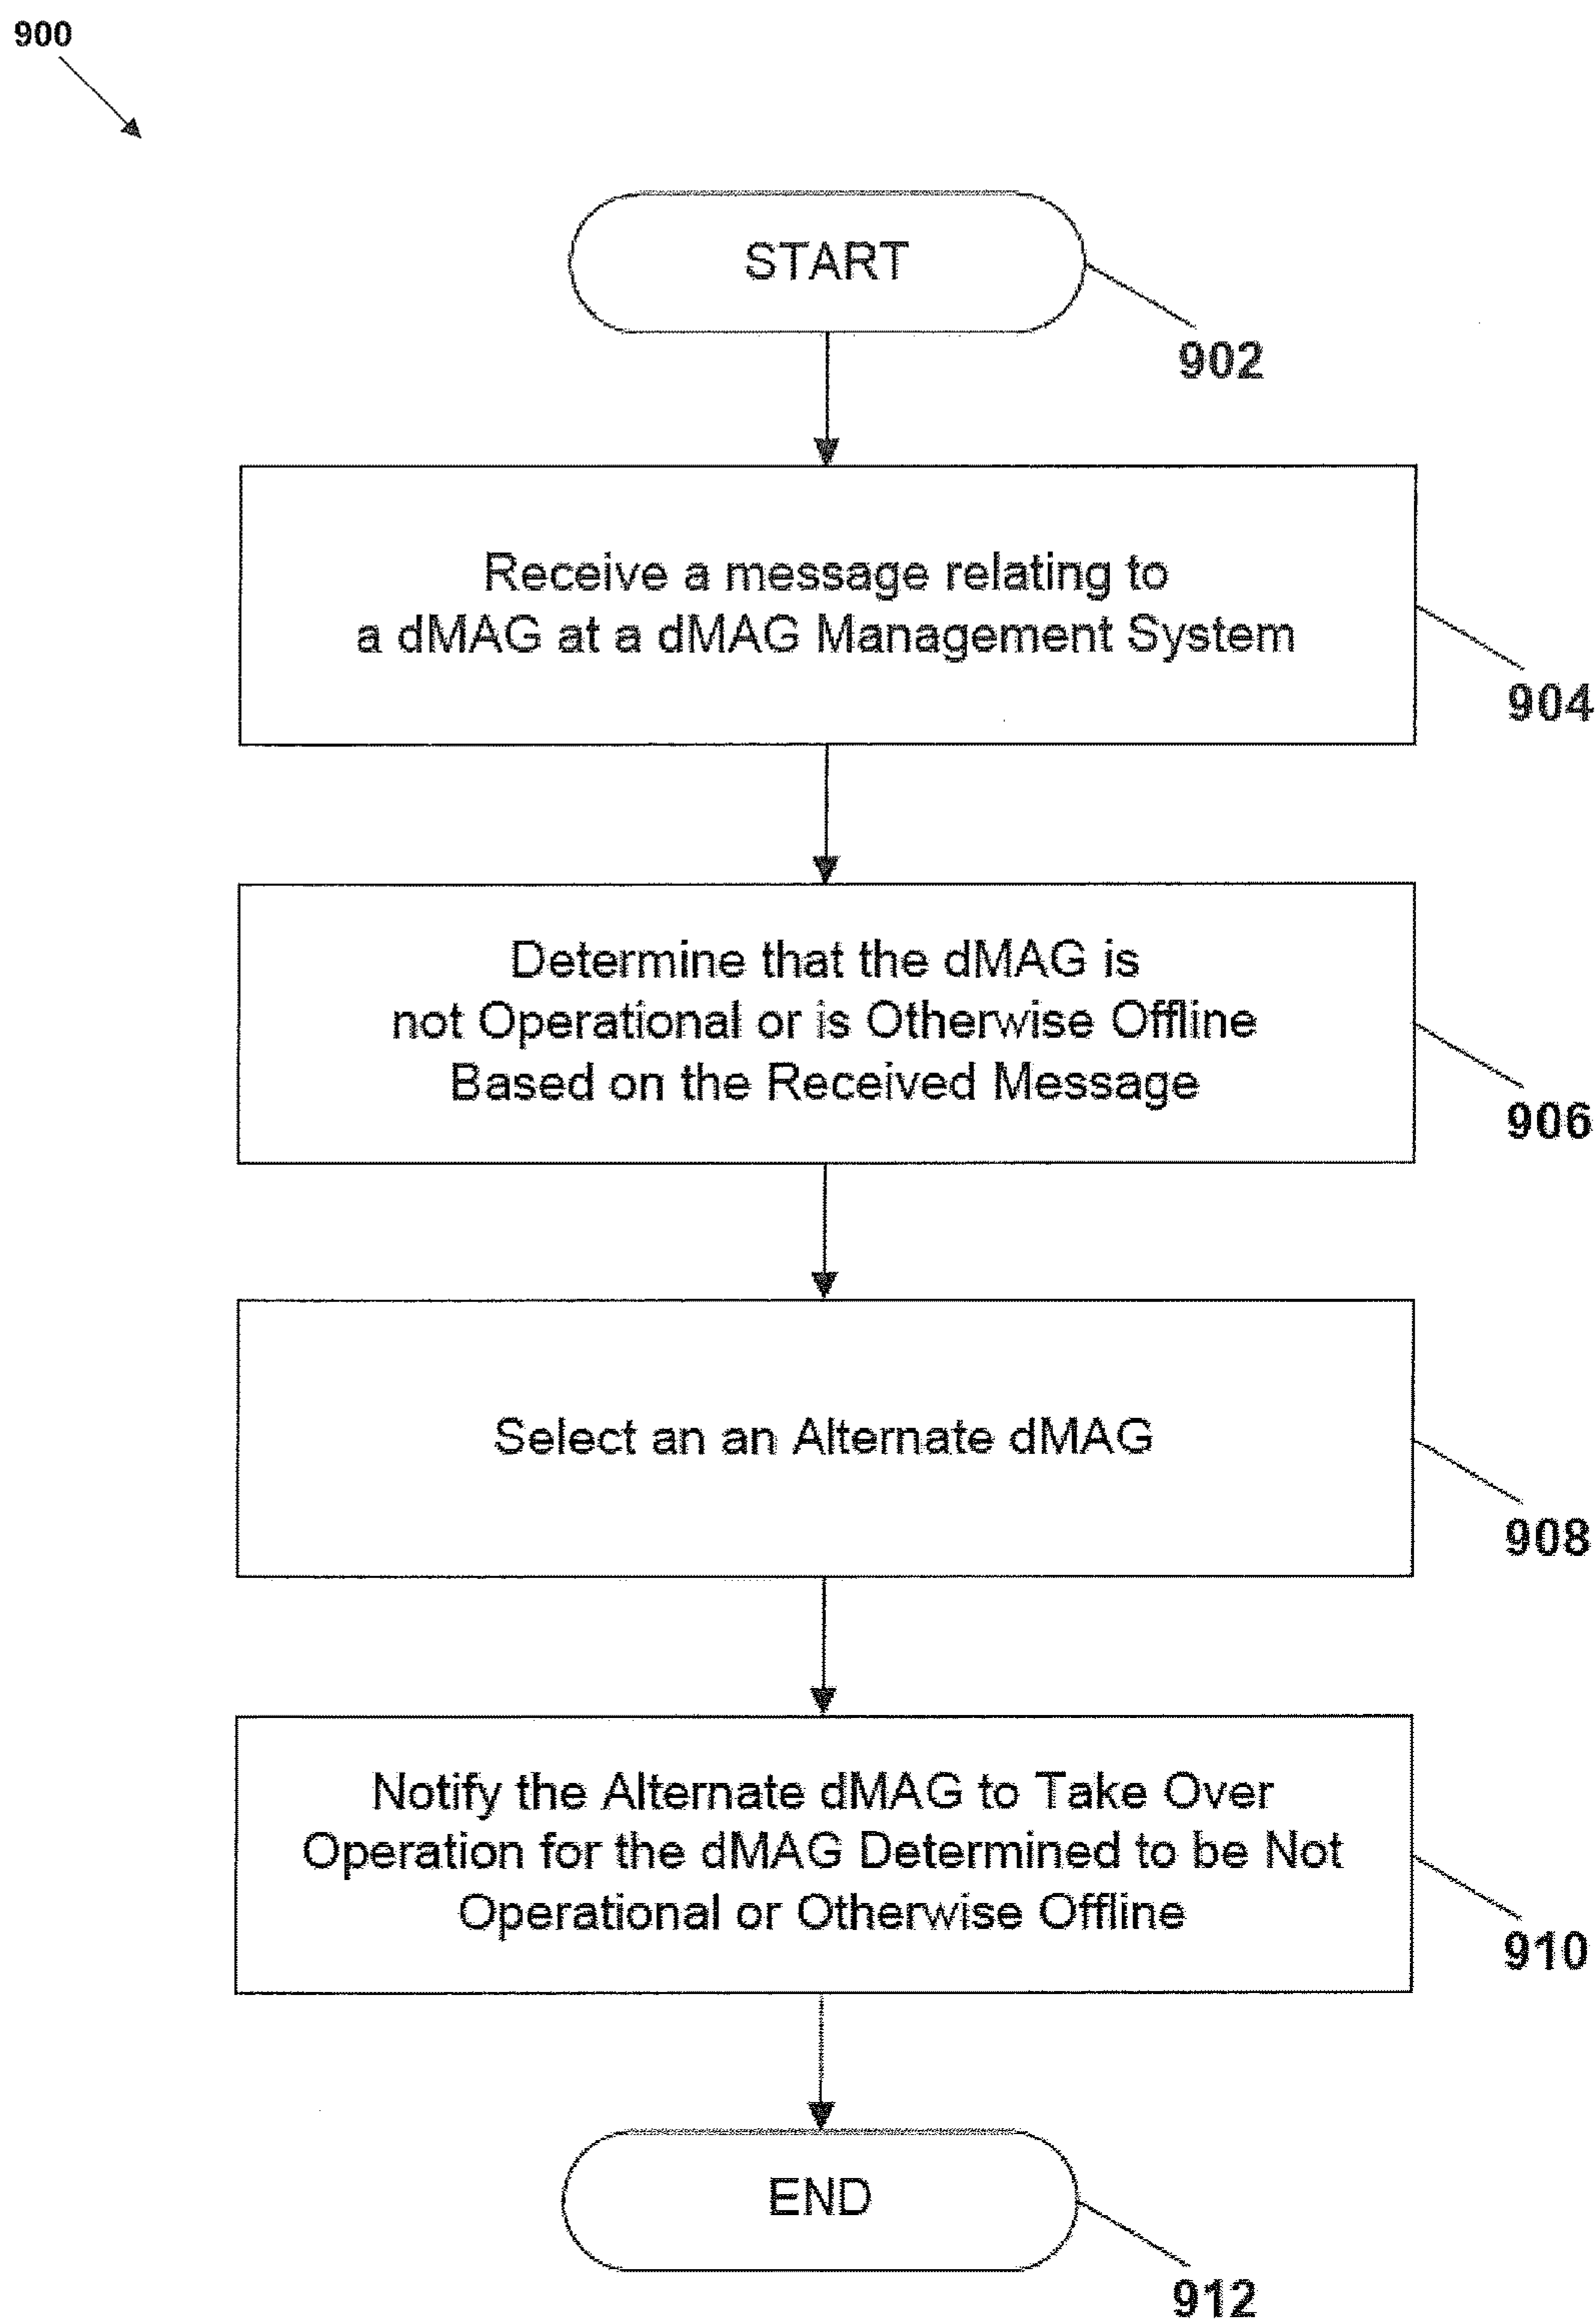 900
START
902
Receive a message relating to
a dMAG at a dMAG Management System
904
Determine that the dMAG is
not Operational or is Otherwise Offline
Based on the Received Message
906
Select an an Alternate dMAG
908
Notify the Alternate dMAG to Take Over
Operation for the dMAG Determined to be Not
Operational or Otherwise Offline
910
END
912